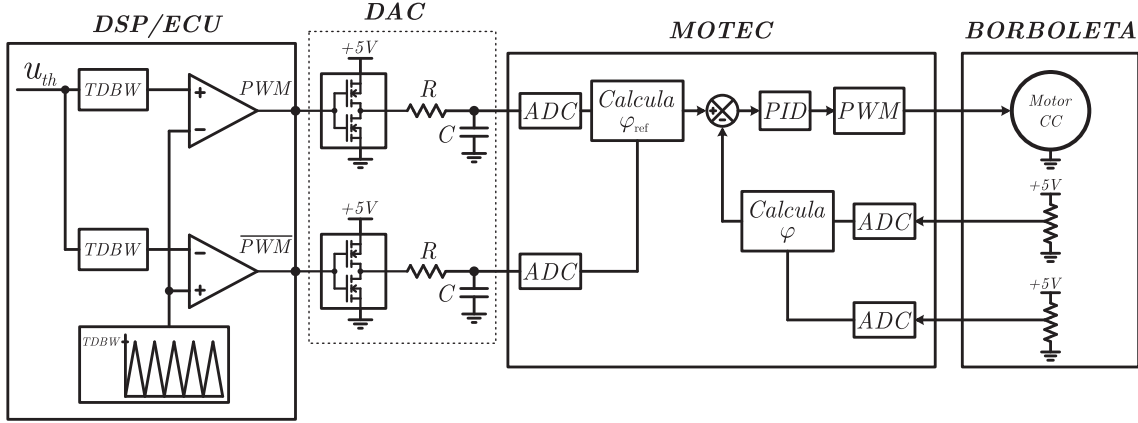 DSP/ECU
DAC
MOTEC
BORBOLETA
u_th
TDBW
PWM
+5V
R
C
ADC
Calcula
φ_ref
+
-
PID
PWM
Motor
CC
+
-
TDBW
P̅W̅M̅
+5V
R
C
ADC
Calcula
φ
ADC
+5V
-
+
ADC
+5V
TDBW